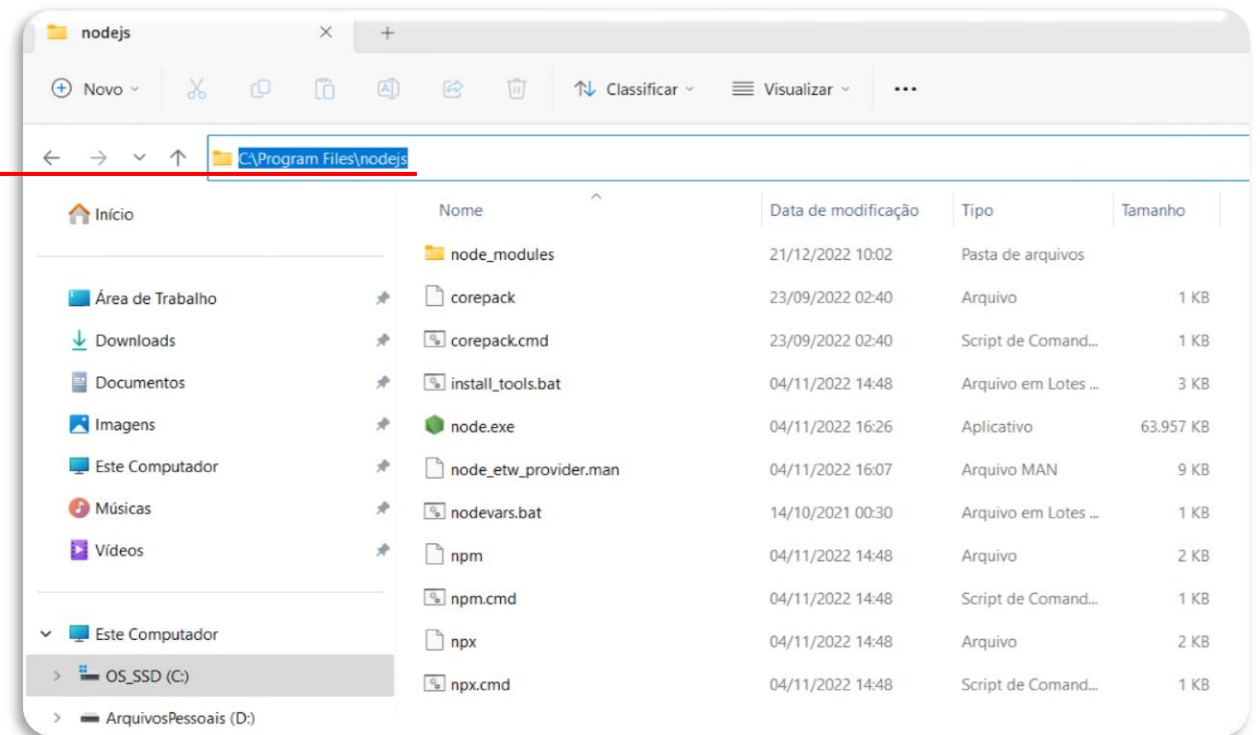 nodejs
Novo
Classificar
Visualizar
C:\Program Files\nodejs
Início
Nome Data de modificação Tipo Tamanho
node_modules 21/12/2022 10:02 Pasta de arquivos
Área de Trabalho
corepack 23/09/2022 02:40 Arquivo 1 KB
Downloads
corepack.cmd 23/09/2022 02:40 Script de Comand... 1 KB
Documentos
install_tools.bat 04/11/2022 14:48 Arquivo em Lotes ... 3 KB
Imagens
node.exe 04/11/2022 16:26 Aplicativo 63.957 KB
Este Computador
node_etw_provider.man 04/11/2022 16:07 Arquivo MAN 9 KB
Músicas
nodevars.bat 14/10/2021 00:30 Arquivo em Lotes ... 1 KB
Vídeos
npm 04/11/2022 14:48 Arquivo 2 KB
npm.cmd 04/11/2022 14:48 Script de Comand... 1 KB
Este Computador
npx 04/11/2022 14:48 Arquivo 2 KB
OS_SSD (C:)
npx.cmd 04/11/2022 14:48 Script de Comand... 1 KB
ArquivosPessoais (D:)